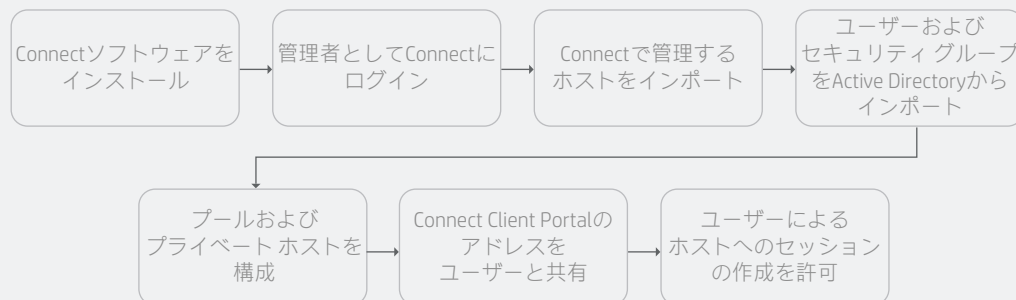 Connectソフトウェアを
インストール
管理者としてConnectに
ログイン
Connectで管理する
ホストをインポート
ユーザーおよび
セキュリティ グループ
をActive Directoryから
インポート
プールおよび
プライベート ホストを
構成
Connect Client Portalの
アドレスを
ユーザーと共有
ユーザーによる
ホストへのセッション
の作成を許可